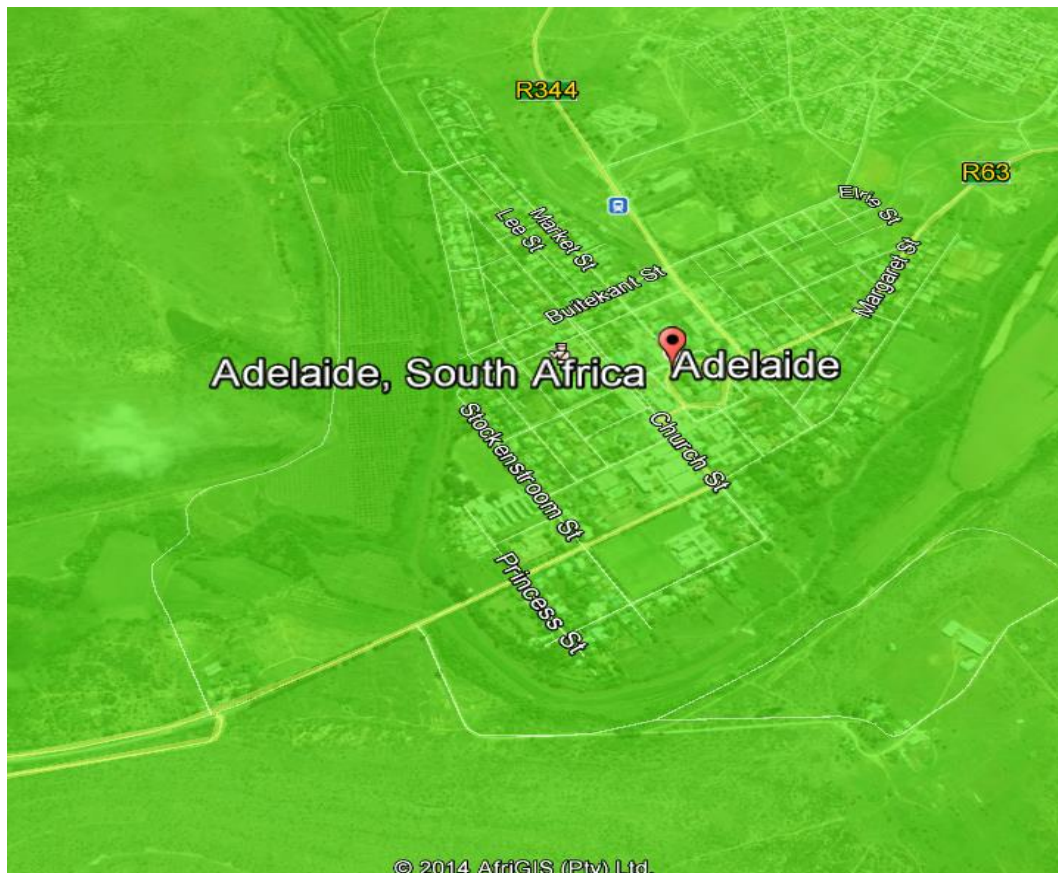 R344
R63
Elrie St
Market St
Lee St
Margaret St
Buitekant St
Adelaide, South Africa
Adelaide
Church St
Stockenstroom St
Princess St
© 2014 AfriGIS (Pty) Ltd.